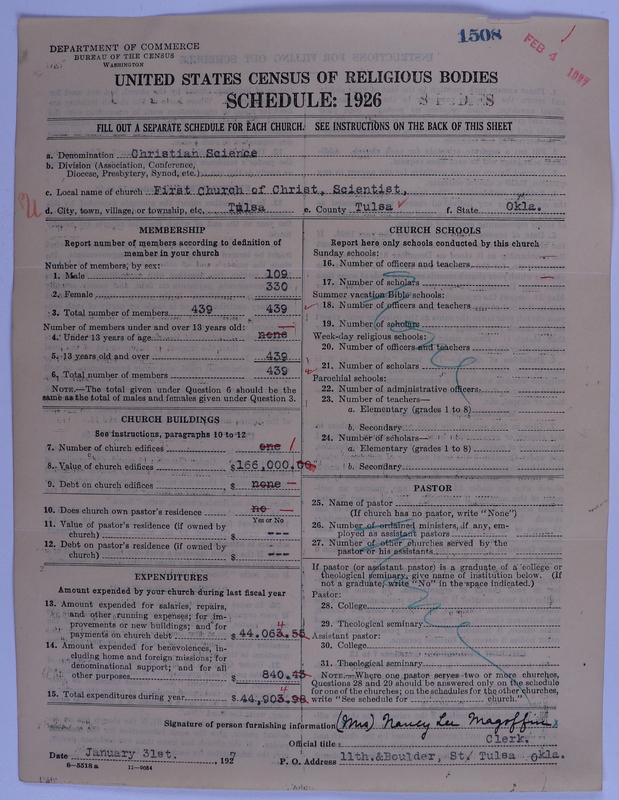 1508
FEB 4 1927
DEPARTMENT OF COMMERCE
BUREAU OF THE CENSUS
WASHINGTON
UNITED STATES CENSUS OF RELIGIOUS BODIES
SCHEDULE: 1926
FILL OUT A SEPARATE SCHEDULE FOR EACH CHURCH. SEE INSTRUCTIONS ON THE BACK OF THIS SHEET
a. Denomination Christian Science
b. Division (Association, Conference, Diocese, Presbytery, Synod, etc.)
c. Local name of church First Church of Christ, Scientist,
d. City, town, village, or township, etc. Tulsa e. County Tulsa f. State Okla.
MEMBERSHIP
Report number of members according to definition of member in your church
Number of members, by sex:
1. Male 109
2. Female 330
3. Total number of members 439 439
Number of members under and over 13 years old:
4. Under 13 years of age none
5. 13 years old and over 439
6. Total number of members 439
NOTE.—The total given under Question 6 should be the same as the total of males and females given under Question 3.
CHURCH BUILDINGS
See instructions, paragraphs 10 to 12
7. Number of church edifices one 1
8. Value of church edifices $166,000.00
9. Debt on church edifices $ none —
10. Does church own pastor's residence no —
Yes or No
11. Value of pastor's residence (if owned by church) $ ---
12. Debt on pastor's residence (if owned by church) $ ---
EXPENDITURES
Amount expended by your church during last fiscal year
13. Amount expended for salaries, repairs, and other running expenses; for improvements or new buildings; and for payments on church debt $ 44,063.55 4
14. Amount expended for benevolences, including home and foreign missions; for denominational support; and for all other purposes $ 840.43
15. Total expenditures during year $ 44,903.98 4
CHURCH SCHOOLS
Report here only schools conducted by this church
Sunday schools:
16. Number of officers and teachers
17. Number of scholars
Summer vacation Bible schools:
18. Number of officers and teachers
19. Number of scholars
Week-day religious schools:
20. Number of officers and teachers
21. Number of scholars
Parochial schools:
22. Number of administrative officers
23. Number of teachers—
a. Elementary (grades 1 to 8)
b. Secondary
24. Number of scholars—
a. Elementary (grades 1 to 8)
b. Secondary
PASTOR
25. Name of pastor
(If church has no pastor, write "None")
26. Number of ordained ministers, if any, employed as assistant pastors
27. Number of other churches served by the pastor or his assistants
If pastor (or assistant pastor) is a graduate of a college or theological seminary, give name of institution below. (If not a graduate, write "No" in the space indicated.)
Pastor:
28. College
29. Theological seminary
Assistant pastor:
30. College
31. Theological seminary
NOTE.—Where one pastor serves two or more churches, Questions 28 and 29 should be answered only on the schedule for one of the churches; on the schedules for the other churches, write "See schedule for church."
Signature of person furnishing information (Mrs) Nancy Lee Magoffin
Official title: Clerk.
Date January 31st. 1927 P. O. Address 11th.&Boulder, St. Tulsa Okla.
6-5518a 11-9084